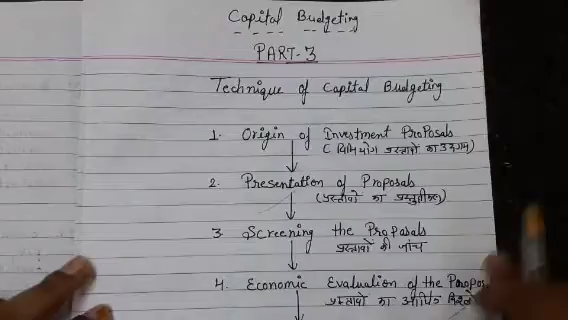 Capital Budgeting
PART-3
Technique of Capital Budgeting
1. Origin of Investment Proposals
( विनियोग प्रस्तावों का उद्गम)
2. Presentation of Proposals
(प्रस्तावों का प्रस्तुतीकरण)
3. Screening the Proposals
प्रस्तावों की जांच
4. Economic Evaluation of the
प्रस्तावों का आर्थिक